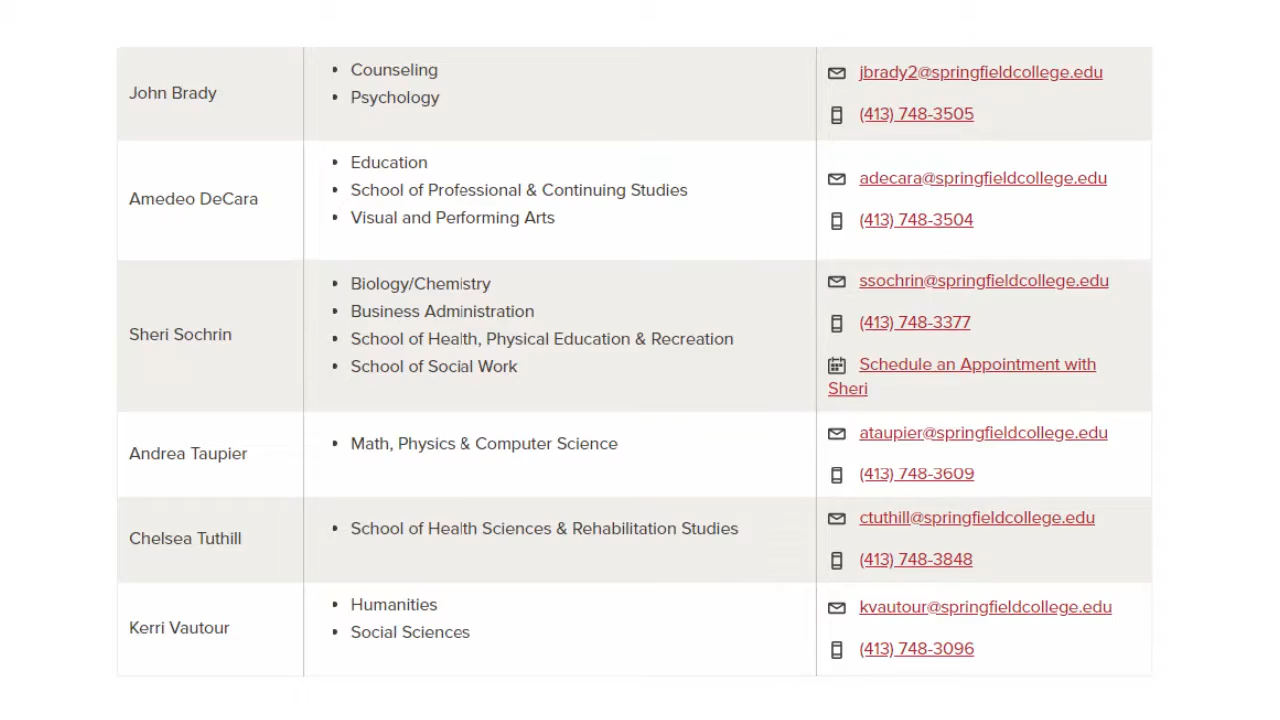 John Brady
Counseling
Psychology
jbrady2@springfieldcollege.edu
(413) 748-3505
Amedeo DeCara
Education
School of Professional & Continuing Studies
Visual and Performing Arts
adecara@springfieldcollege.edu
(413) 748-3504
Sheri Sochrin
Biology/Chemistry
Business Administration
School of Health, Physical Education & Recreation
School of Social Work
ssochrin@springfieldcollege.edu
(413) 748-3377
Schedule an Appointment with
Sheri
Andrea Taupier
Math, Physics & Computer Science
ataupier@springfieldcollege.edu
(413) 748-3609
Chelsea Tuthill
School of Health Sciences & Rehabilitation Studies
ctuthill@springfieldcollege.edu
(413) 748-3848
Kerri Vautour
Humanities
Social Sciences
kvautour@springfieldcollege.edu
(413) 748-3096